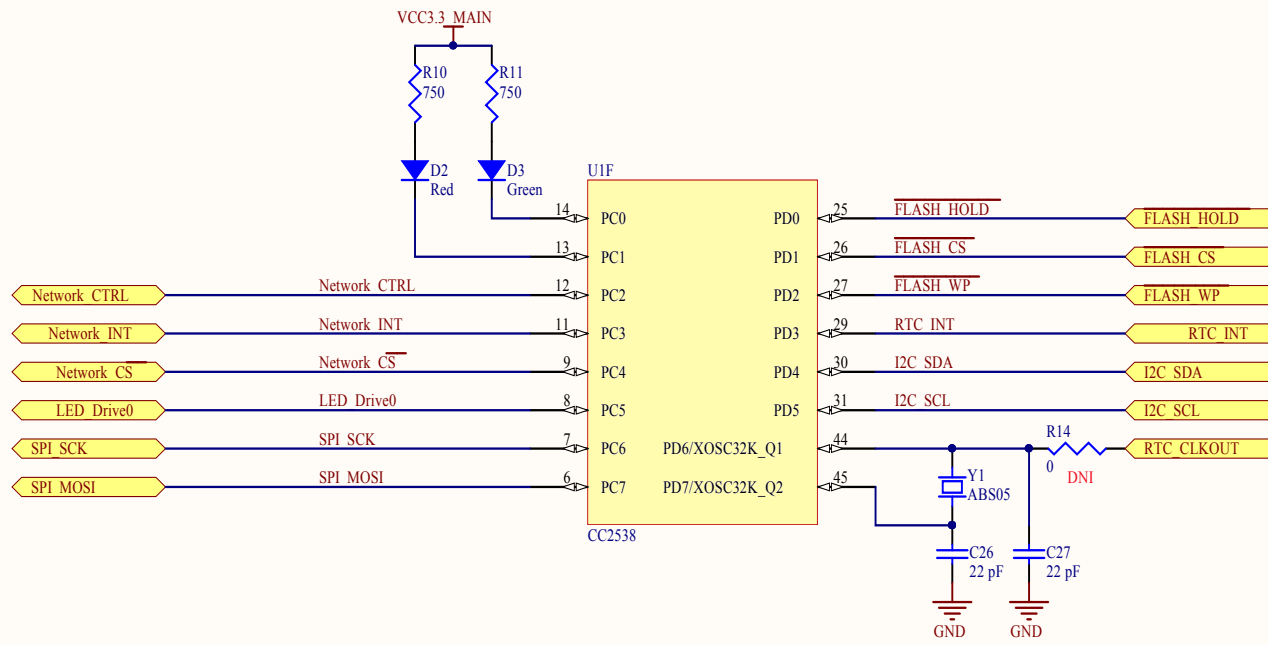 VCC3.3_MAIN
R10
750
R11
750
D2
Red
D3
Green
U1F
14
PC0
13
PC1
Network_CTRL
Network_CTRL
12
PC2
Network_INT
Network_INT
11
PC3
Network_CS
Network_CS
9
PC4
LED_Drive0
LED_Drive0
8
PC5
SPI_SCK
SPI_SCK
7
PC6
SPI_MOSI
SPI_MOSI
6
PC7
PD0
25
FLASH_HOLD
FLASH_HOLD
PD1
26
FLASH_CS
FLASH_CS
PD2
27
FLASH_WP
FLASH_WP
PD3
29
RTC_INT
RTC_INT
PD4
30
I2C_SDA
I2C_SDA
PD5
31
I2C_SCL
I2C_SCL
PD6/XOSC32K_Q1
44
R14
0
DNI
RTC_CLKOUT
PD7/XOSC32K_Q2
45
Y1
ABS05
CC2538
C26
22 pF
C27
22 pF
GND
GND